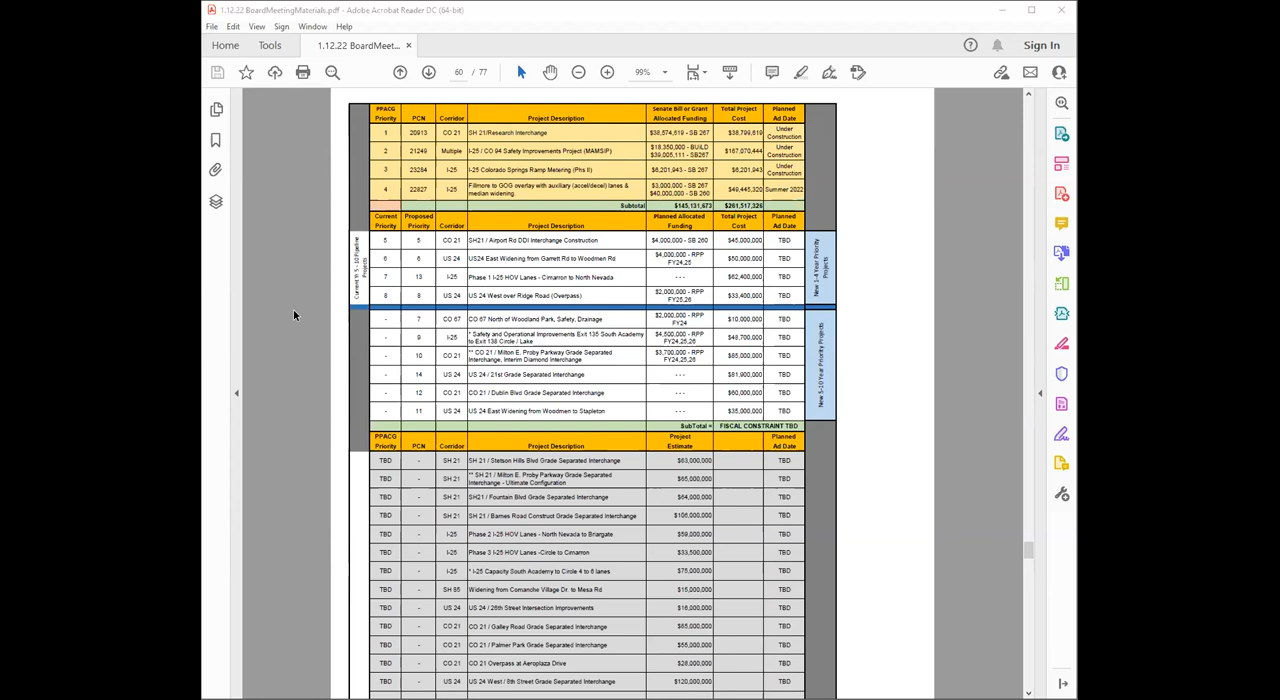 1.12.22 BoardMeetingMaterials.pdf - Adobe Acrobat Reader DC (64-bit)
File Edit View Sign Window Help
Home Tools 1.12.22 BoardMeet... × Sign In
60 / 77 99%
PPACG Priority PCN Corridor Project Description Senate Bill or Grant Allocated Funding Total Project Cost Planned Ad Date
1 20913 CO 21 SH 21/Research Interchange $38,574,619 - SB 267 $38,799,619 Under Construction
2 21249 Multiple I-25 / CO 94 Safety Improvements Project (MAMSIP) $18,350,000 - BUILD $39,005,111 - SB267 $167,070,444 Under Construction
3 23284 I-25 I-25 Colorado Springs Ramp Metering (Phs II) $6,201,943 - SB 267 $6,201,943 Under Construction
4 22827 I-25 Fillmore to GOG overlay with auxiliary (accel/decel) lanes & median widening. $3,000,000 - SB 267 $40,000,000 - SB 260 $49,445,320 Summer 2022
Subtotal $145,131,673 $261,517,326
Current Priority Proposed Priority Corridor Project Description Planned Allocated Funding Total Project Cost Planned Ad Date
Current Yr 5 - 10 Pipeline Projects
New 1-4 Year Priority Projects
5 5 CO 21 SH21 / Airport Rd DDI Interchange Construction $4,000,000 - SB 260 $45,000,000 TBD
6 6 US 24 US24 East Widening from Garrett Rd to Woodmen Rd $4,000,000 - RPP FY24,25 $50,000,000 TBD
7 13 I-25 Phase 1 I-25 HOV Lanes - Cimarron to North Nevada - - - $62,400,000 TBD
8 8 US 24 US 24 West over Ridge Road (Overpass) $2,000,000 - RPP FY25,26 $33,400,000 TBD
New 5-10 Year Priority Projects
- 7 CO 67 CO 67 North of Woodland Park, Safety, Drainage $2,000,000 - RPP FY24 $10,000,000 TBD
- 9 I-25 * Safety and Operational Improvements Exit 135 South Academy to Exit 138 Circle / Lake $4,500,000 - RPP FY24,25,26 $48,700,000 TBD
- 10 CO 21 ** CO 21 / Milton E. Proby Parkway Grade Separated Interchange, Interim Diamond Interchange $3,700,000 - RPP FY24,25,26 $85,000,000 TBD
- 14 US 24 US 24 / 21st Grade Separated Interchange - - - $81,900,000 TBD
- 12 CO 21 CO 21 / Dublin Blvd Grade Separated Interchange - - - $60,000,000 TBD
- 11 US 24 US 24 East Widening from Woodmen to Stapleton - - - $35,000,000 TBD
SubTotal = FISCAL CONSTRAINT TBD
PPACG Priority PCN Corridor Project Description Project Estimate Planned Ad Date
TBD - SH 21 SH 21 / Stetson Hills Blvd Grade Separated Interchange $63,000,000 TBD
TBD - SH 21 ** SH 21 / Milton E. Proby Parkway Grade Separated Interchange - Ultimate Configuration $65,000,000 TBD
TBD - SH 21 SH21 / Fountain Blvd Grade Separated Interchange $64,000,000 TBD
TBD - SH 21 SH 21 / Barnes Road Construct Grade Separated Interchange $106,000,000 TBD
TBD - I-25 Phase 2 I-25 HOV Lanes - North Nevada to Briargate $59,000,000 TBD
TBD - I-25 Phase 3 I-25 HOV Lanes -Circle to Cimarron $33,500,000 TBD
TBD - I-25 * I-25 Capacity South Academy to Circle 4 to 6 lanes $75,000,000 TBD
TBD - SH 85 Widening from Comanche Village Dr. to Mesa Rd $15,000,000 TBD
TBD - US 24 US 24 / 26th Street Intersection Improvements $16,000,000 TBD
TBD - CO 21 CO 21 / Galley Road Grade Separated Interchange $65,000,000 TBD
TBD - CO 21 CO 21 / Palmer Park Grade Separated Interchange $55,000,000 TBD
TBD - CO 21 CO 21 Overpass at Aeroplaza Drive $28,000,000 TBD
TBD - US 24 US 24 West / 8th Street Grade Separated Interchange $120,000,000 TBD